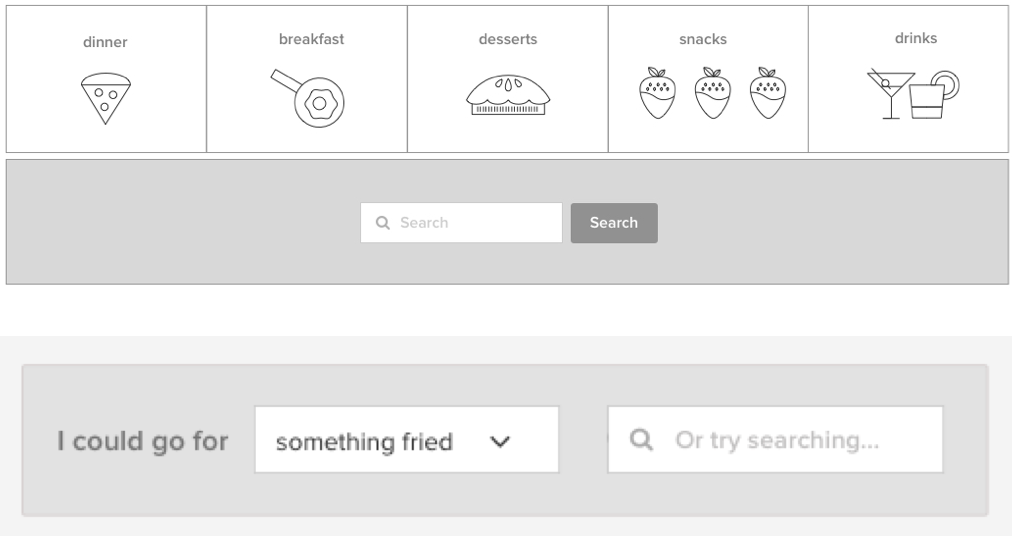 dinner
breakfast
desserts
snacks
drinks
Search
Search
I could go for
something fried
Or try searching...